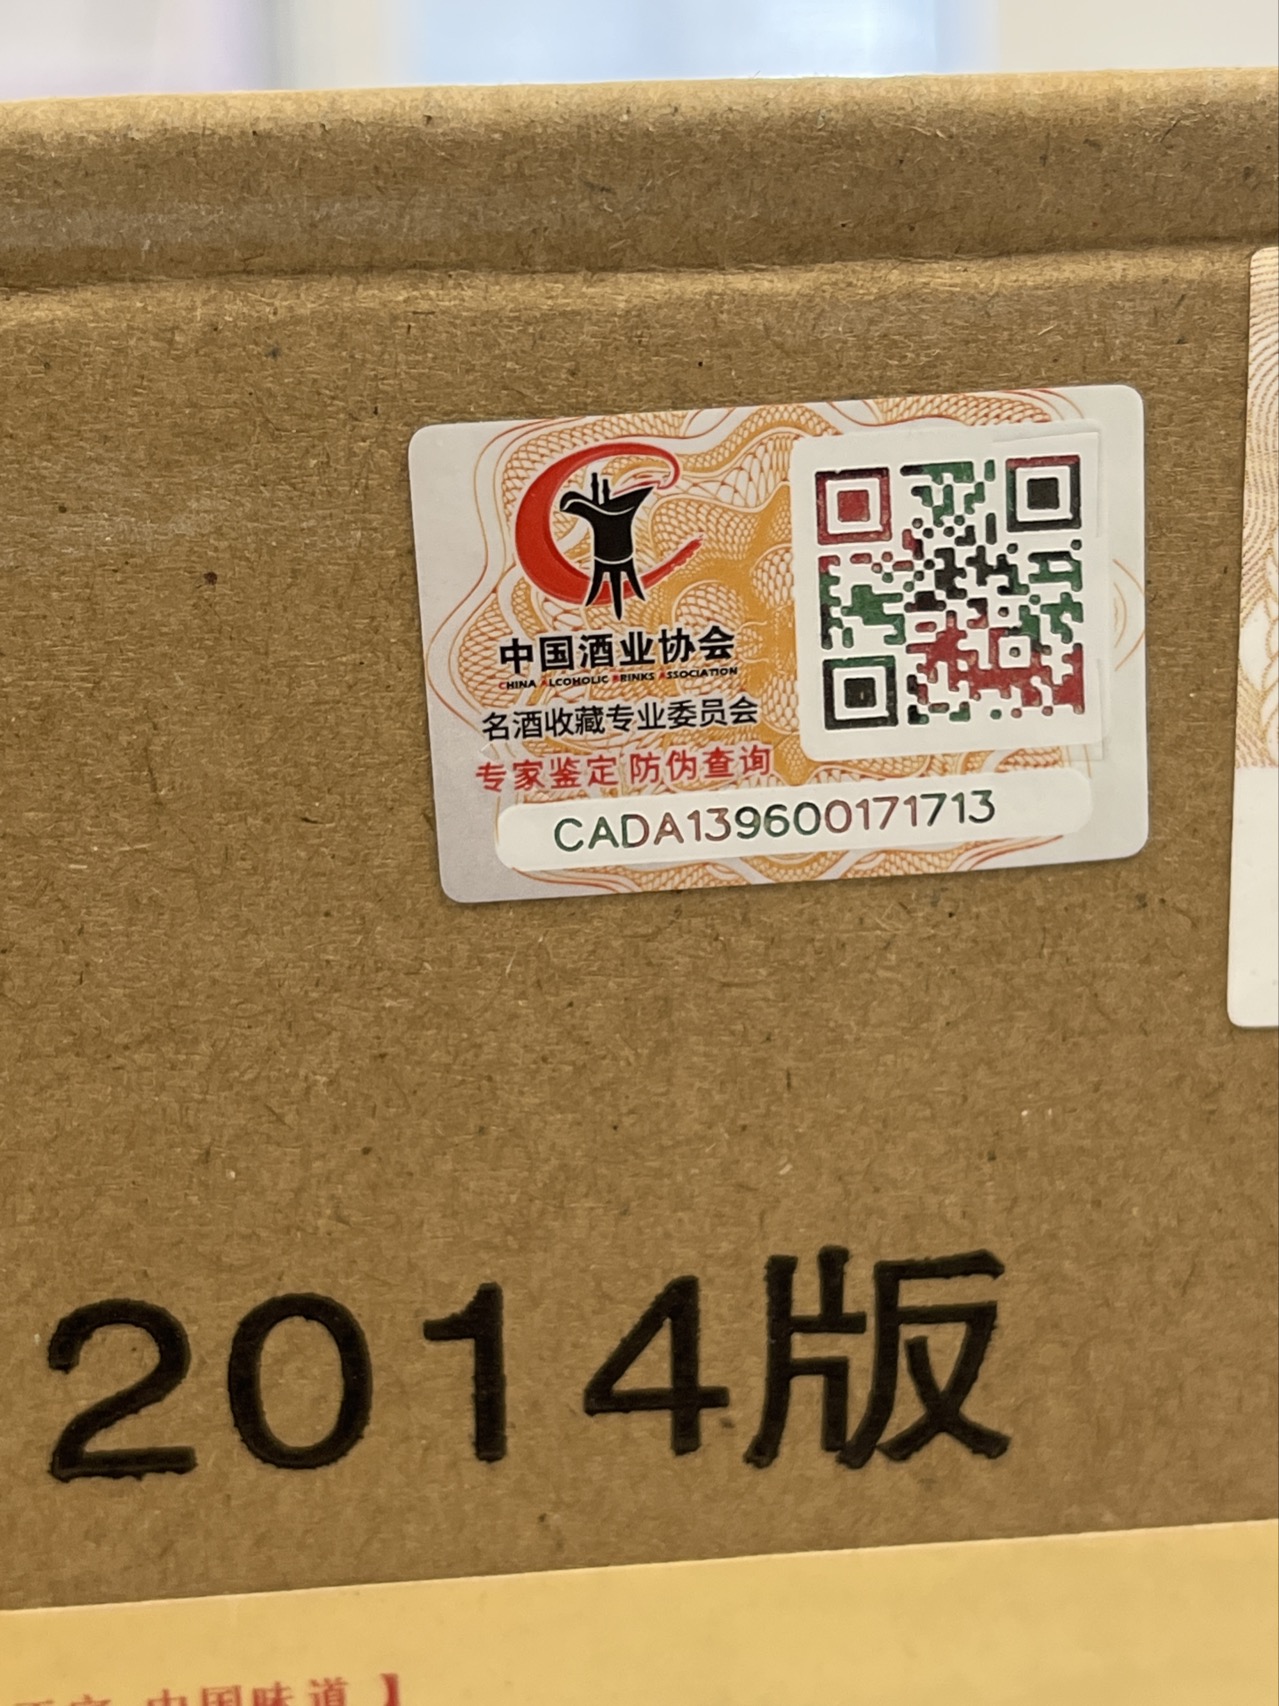 中国酒业协会
CHINA ALCOHOLIC DRINKS ASSOCIATION
名酒收藏专业委员会
专家鉴定 防伪查询
CADA139600171713
2014版
中国味道】